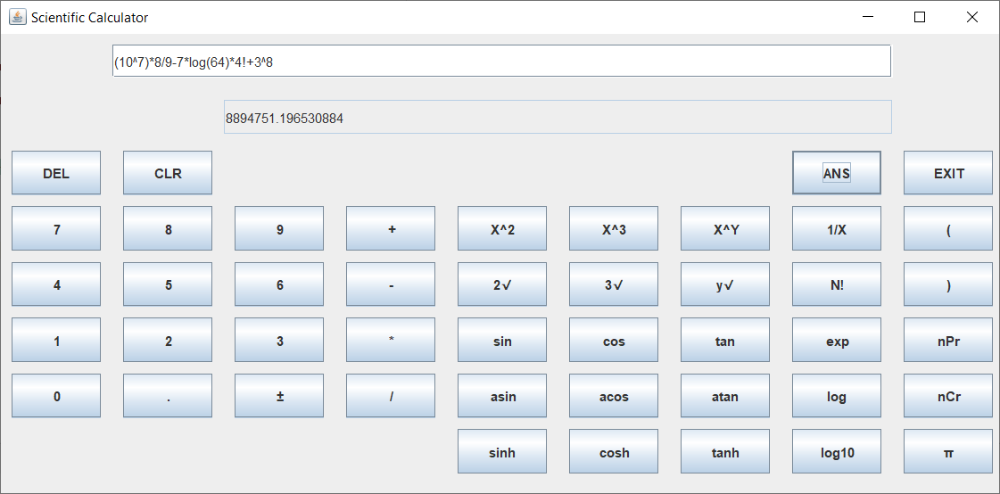 Scientific Calculator
(10^7)*8/9-7*log(64)*4!+3^8
8894751.196530884
DEL CLR ANS EXIT
7 8 9 + X^2 X^3 X^Y 1/X (
4 5 6 - 2√ 3√ y√ N! )
1 2 3 * sin cos tan exp nPr
0 . ± / asin acos atan log nCr
sinh cosh tanh log10 π